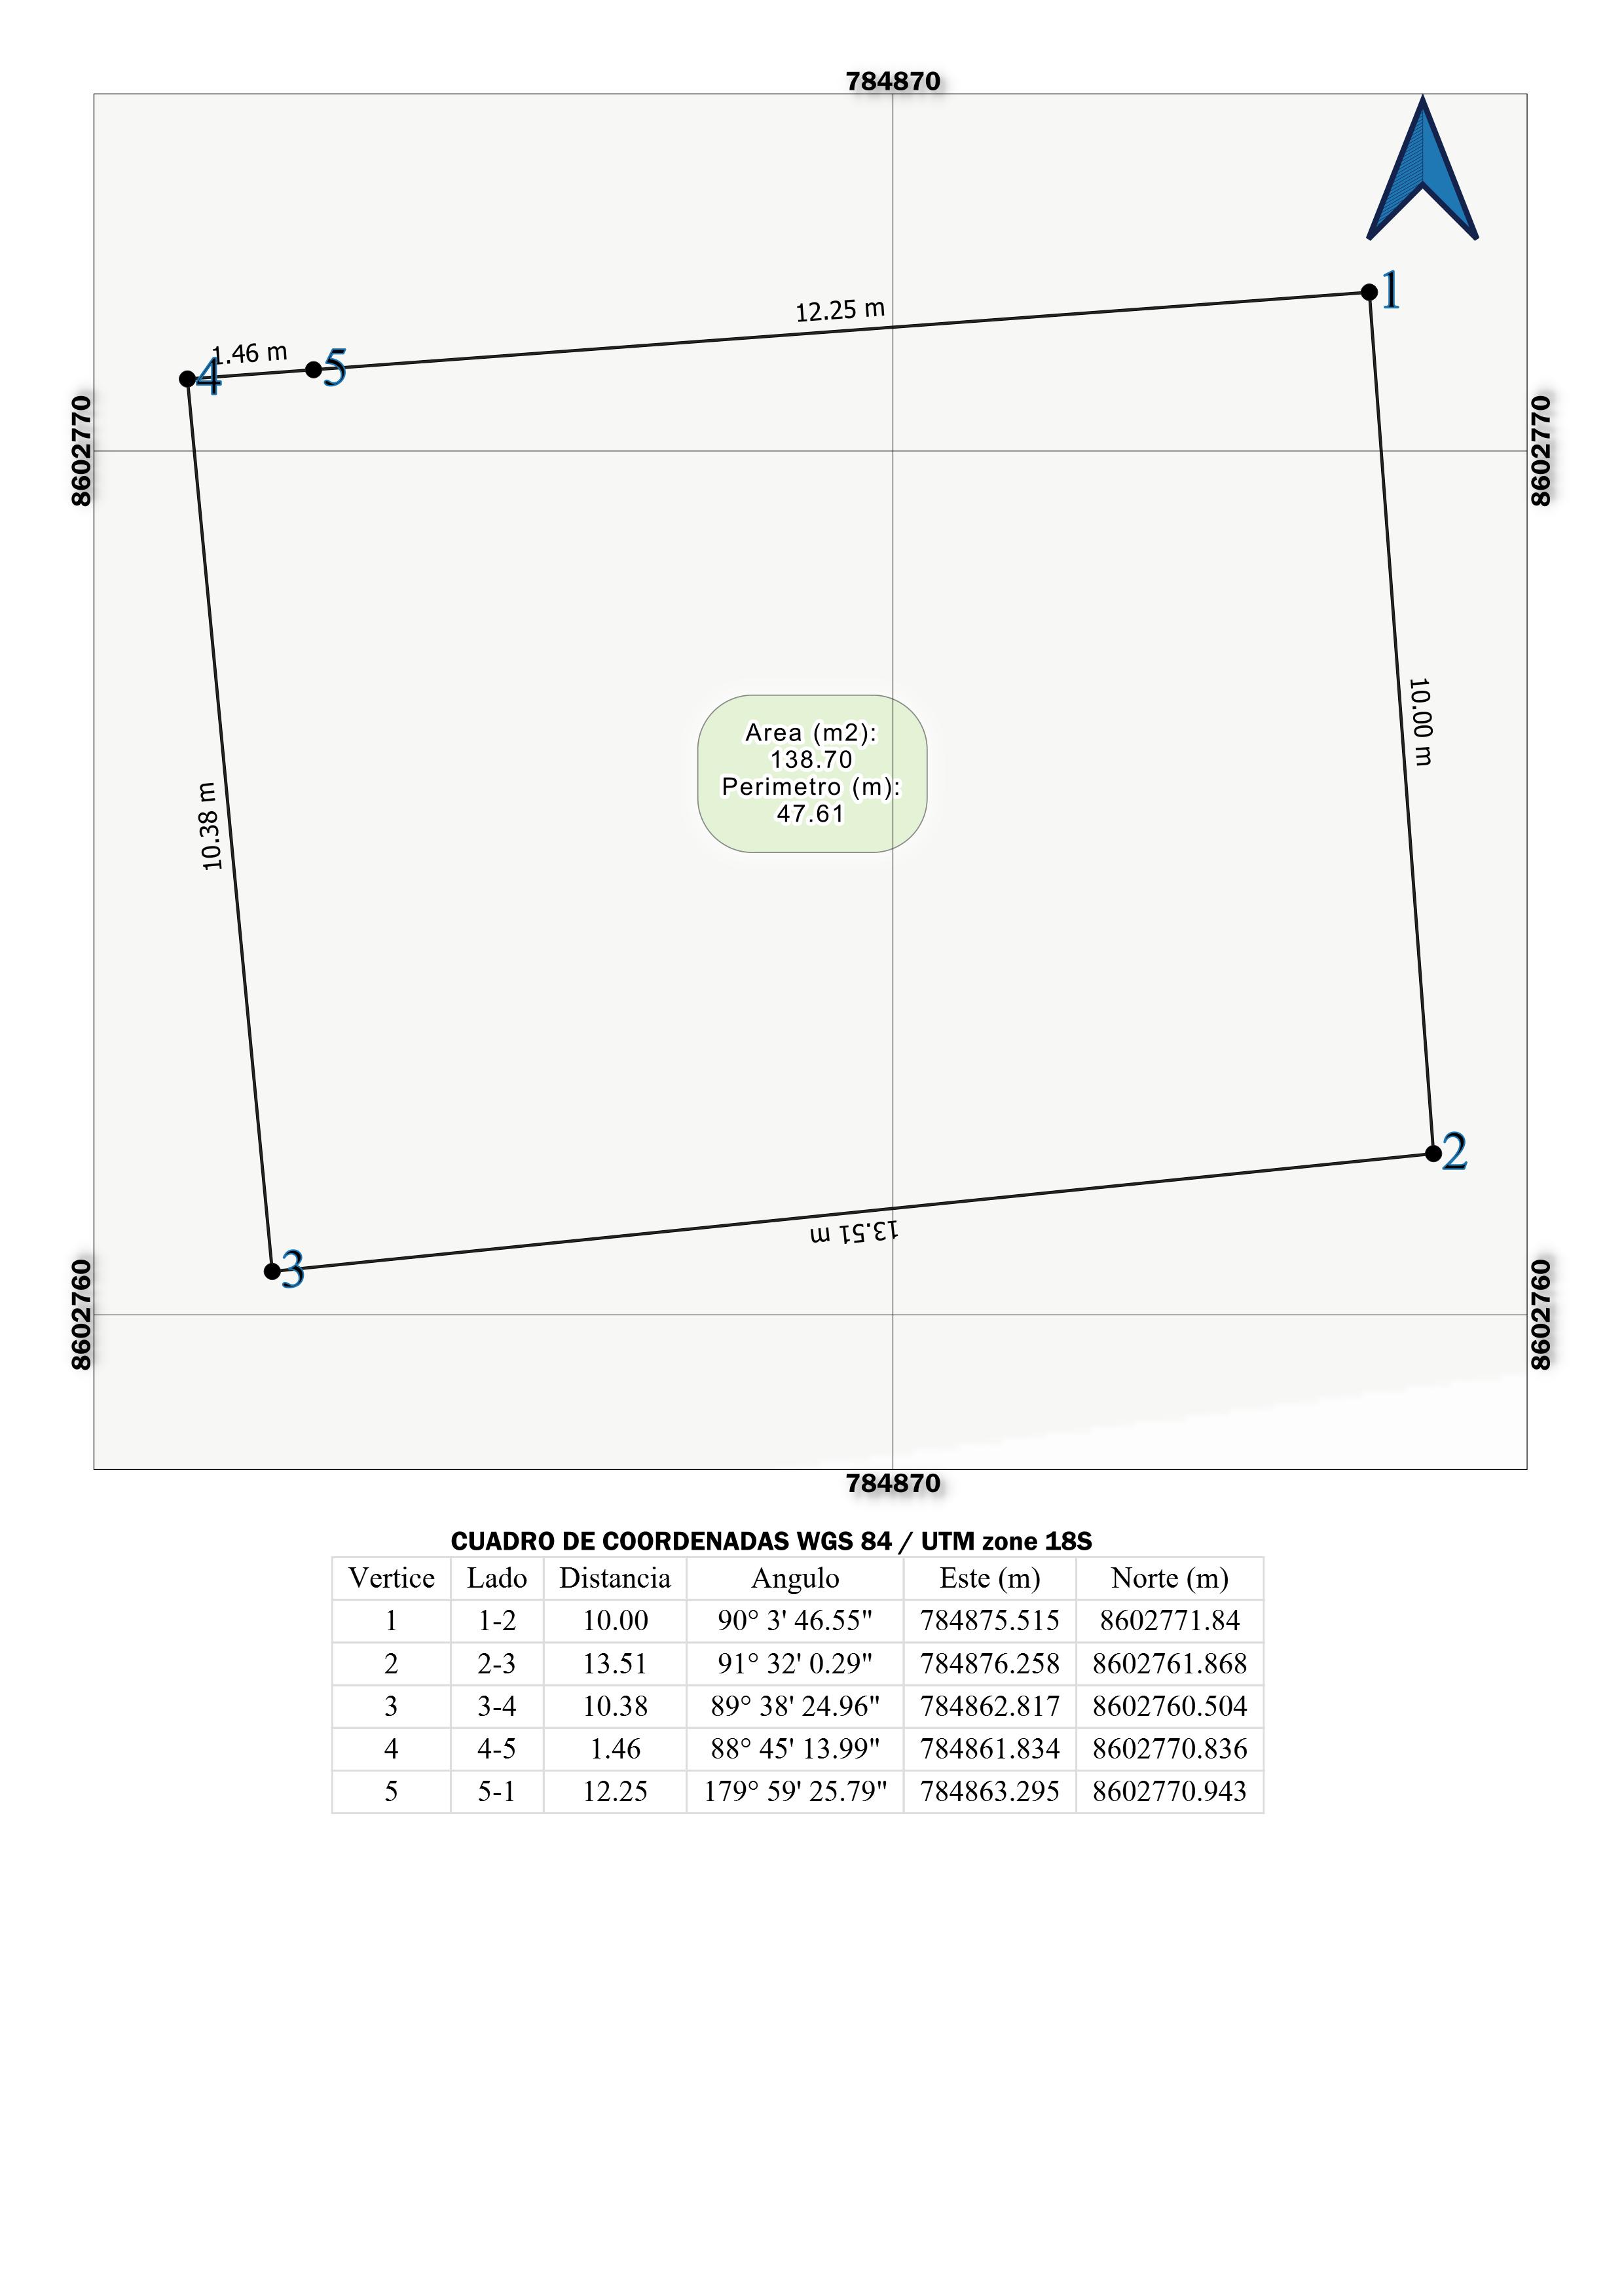 784870
1
12.25 m
1.46 m
4
5
8602770
8602770
10.00 m
Area (m2):
138.70
Perimetro (m):
47.61
10.38 m
2
13.51 m
3
8602760
8602760
784870
CUADRO DE COORDENADAS WGS 84 / UTM zone 18S
Vertice Lado Distancia Angulo Este (m) Norte (m)
1 1-2 10.00 90° 3' 46.55" 784875.515 8602771.84
2 2-3 13.51 91° 32' 0.29" 784876.258 8602761.868
3 3-4 10.38 89° 38' 24.96" 784862.817 8602760.504
4 4-5 1.46 88° 45' 13.99" 784861.834 8602770.836
5 5-1 12.25 179° 59' 25.79" 784863.295 8602770.943